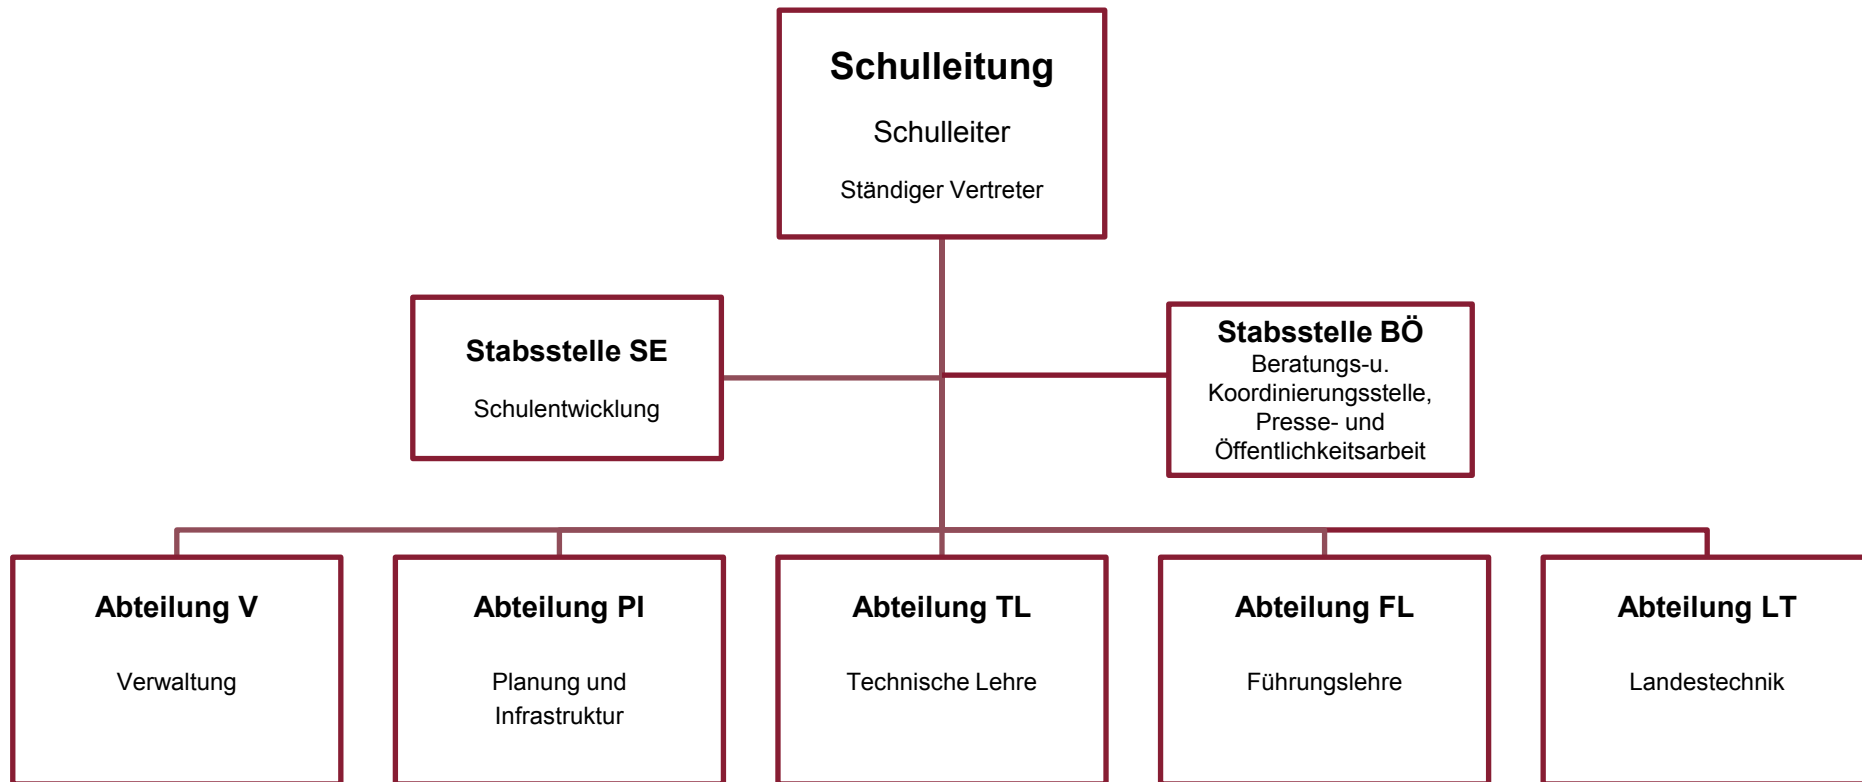 Schulleitung
Schulleiter
Ständiger Vertreter
Stabsstelle SE
Schulentwicklung
Stabsstelle BÖ
Beratungs-u.
Koordinierungsstelle,
Presse- und
Öffentlichkeitsarbeit
Abteilung V
Verwaltung
Abteilung PI
Planung und
Infrastruktur
Abteilung TL
Technische Lehre
Abteilung FL
Führungslehre
Abteilung LT
Landestechnik